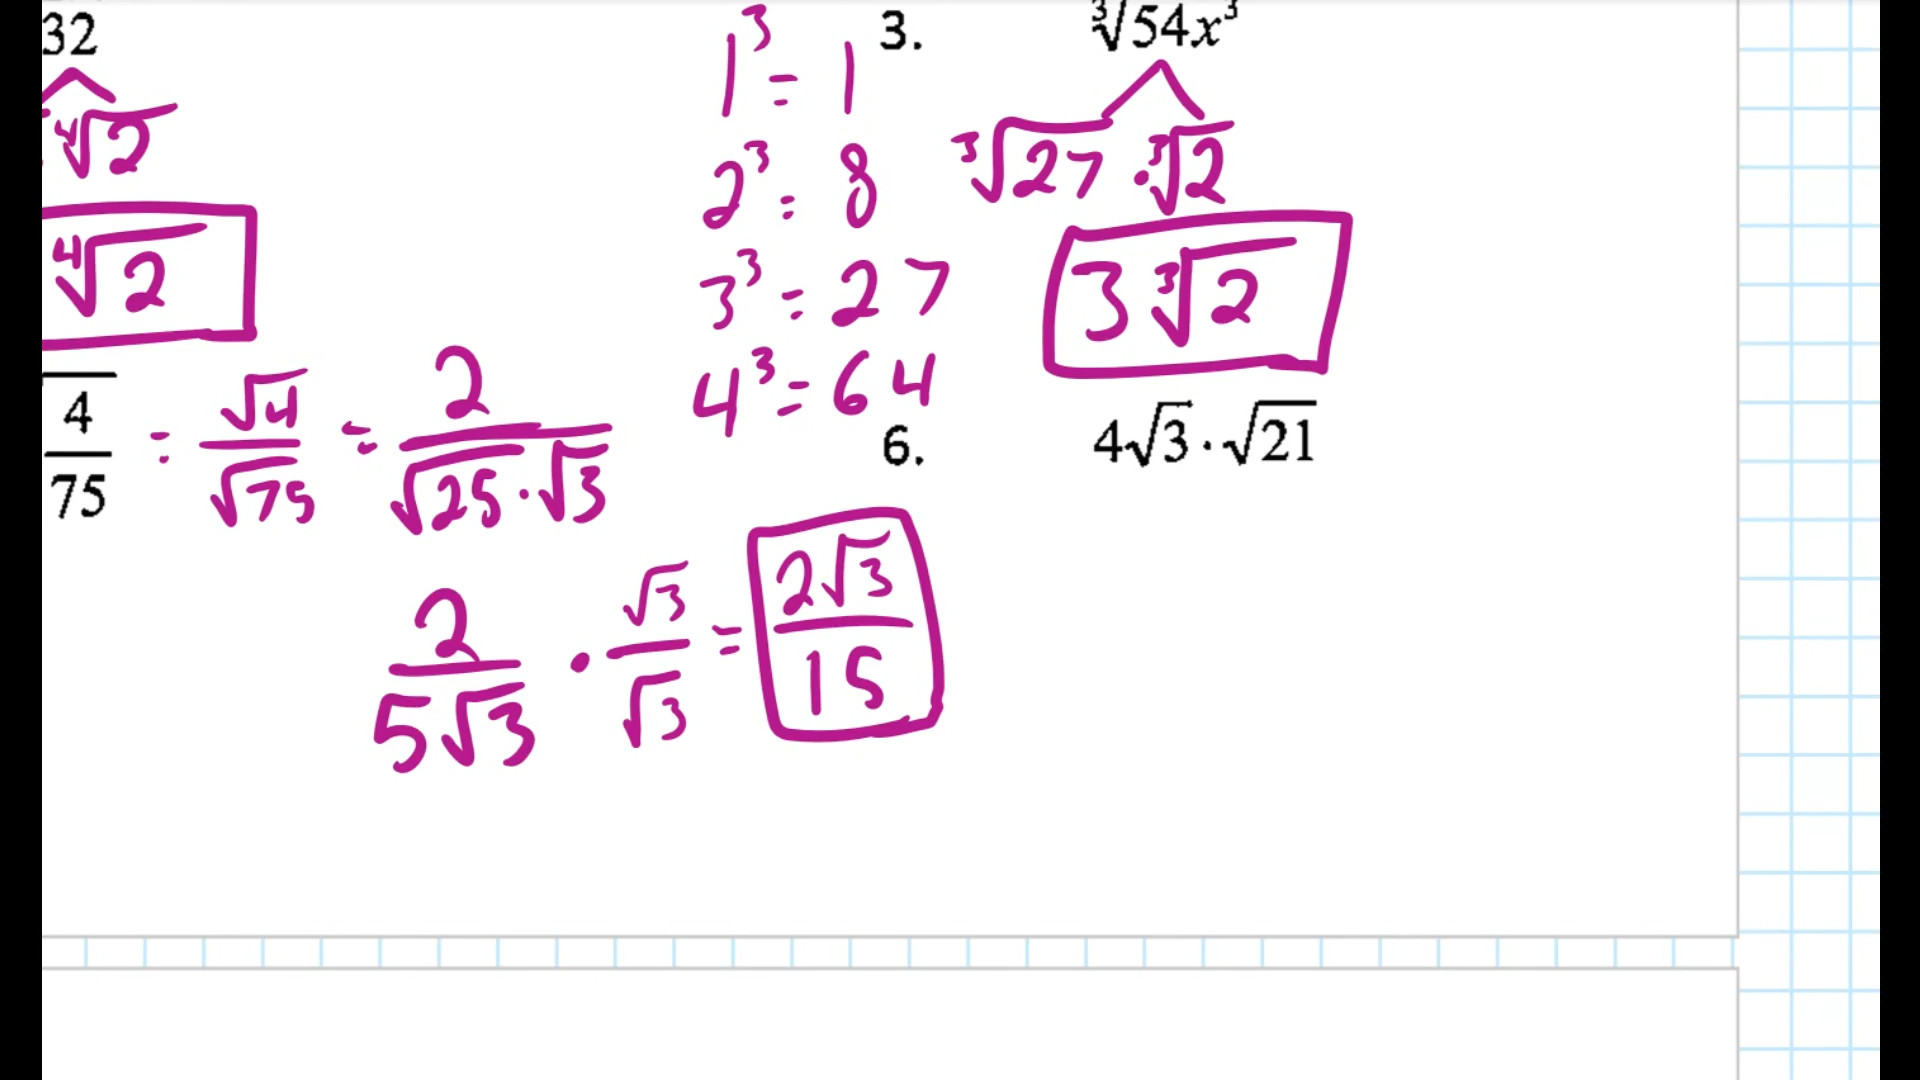 32
∜2
∜2
4/75 = √4/√75 = 2/(√25 · √3)
2/(5√3) · √3/√3 = 2√3/15
1³ = 1
2³ = 8
3³ = 27
4³ = 64
3. ∛54x³
∛27 · ∛2
3∛2
6. 4√3 · √21